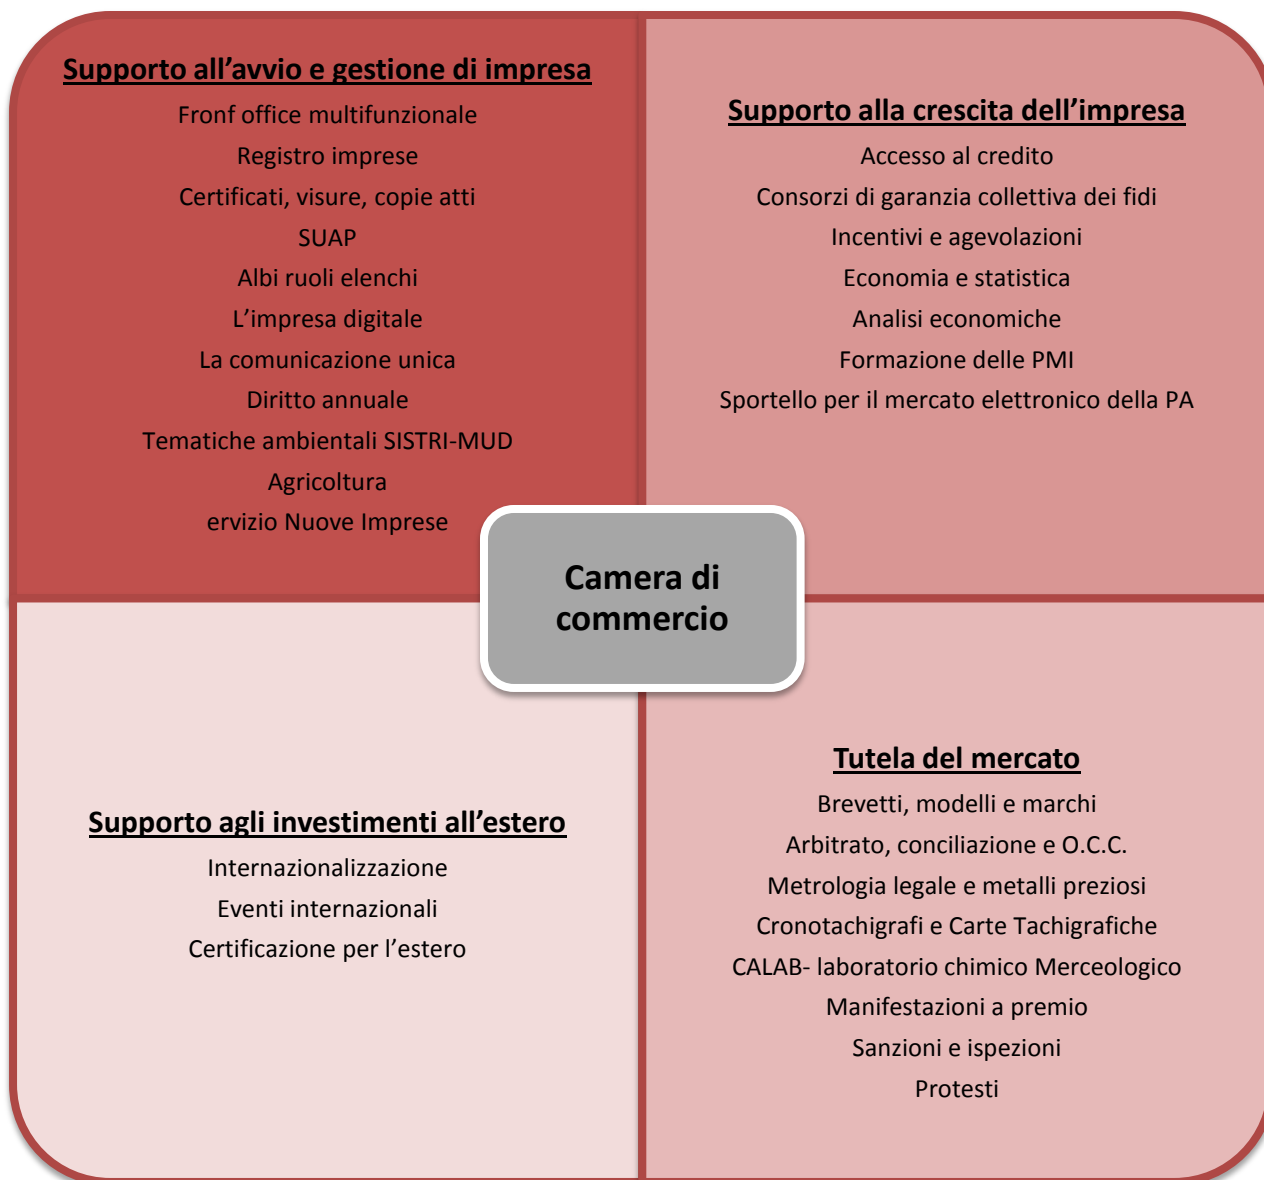 Supporto all’avvio e gestione di impresa
Fronf office multifunzionale
Registro imprese
Certificati, visure, copie atti
SUAP
Albi ruoli elenchi
L’impresa digitale
La comunicazione unica
Diritto annuale
Tematiche ambientali SISTRI-MUD
Agricoltura
ervizio Nuove Imprese
Supporto alla crescita dell’impresa
Accesso al credito
Consorzi di garanzia collettiva dei fidi
Incentivi e agevolazioni
Economia e statistica
Analisi economiche
Formazione delle PMI
Sportello per il mercato elettronico della PA
Camera di
commercio
Supporto agli investimenti all’estero
Internazionalizzazione
Eventi internazionali
Certificazione per l’estero
Tutela del mercato
Brevetti, modelli e marchi
Arbitrato, conciliazione e O.C.C.
Metrologia legale e metalli preziosi
Cronotachigrafi e Carte Tachigrafiche
CALAB- laboratorio chimico Merceologico
Manifestazioni a premio
Sanzioni e ispezioni
Protesti